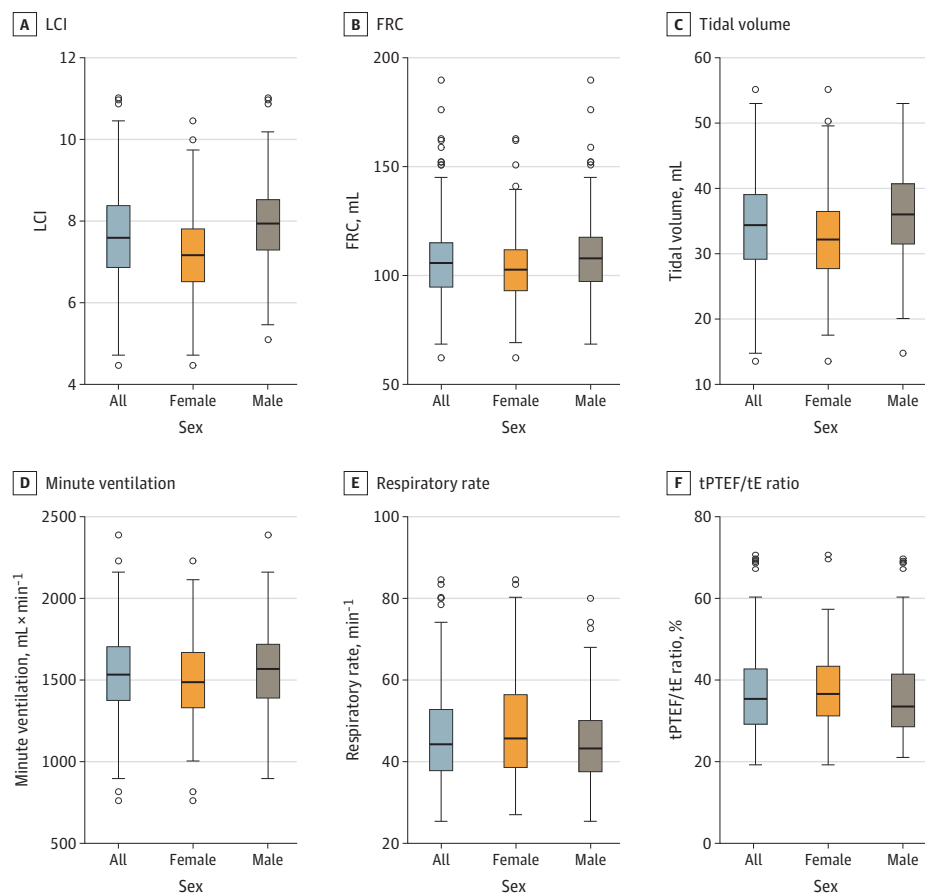 A LCI
LCI
12
10
8
6
4
All Female Male
Sex
B FRC
FRC, mL
200
150
100
50
All Female Male
Sex
C Tidal volume
Tidal volume, mL
60
50
40
30
20
10
All Female Male
Sex
D Minute ventilation
Minute ventilation, mL × min⁻¹
2500
2000
1500
1000
500
All Female Male
Sex
E Respiratory rate
Respiratory rate, min⁻¹
100
80
60
40
20
All Female Male
Sex
F tPTEF/tE ratio
tPTEF/tE ratio, %
80
60
40
20
0
All Female Male
Sex